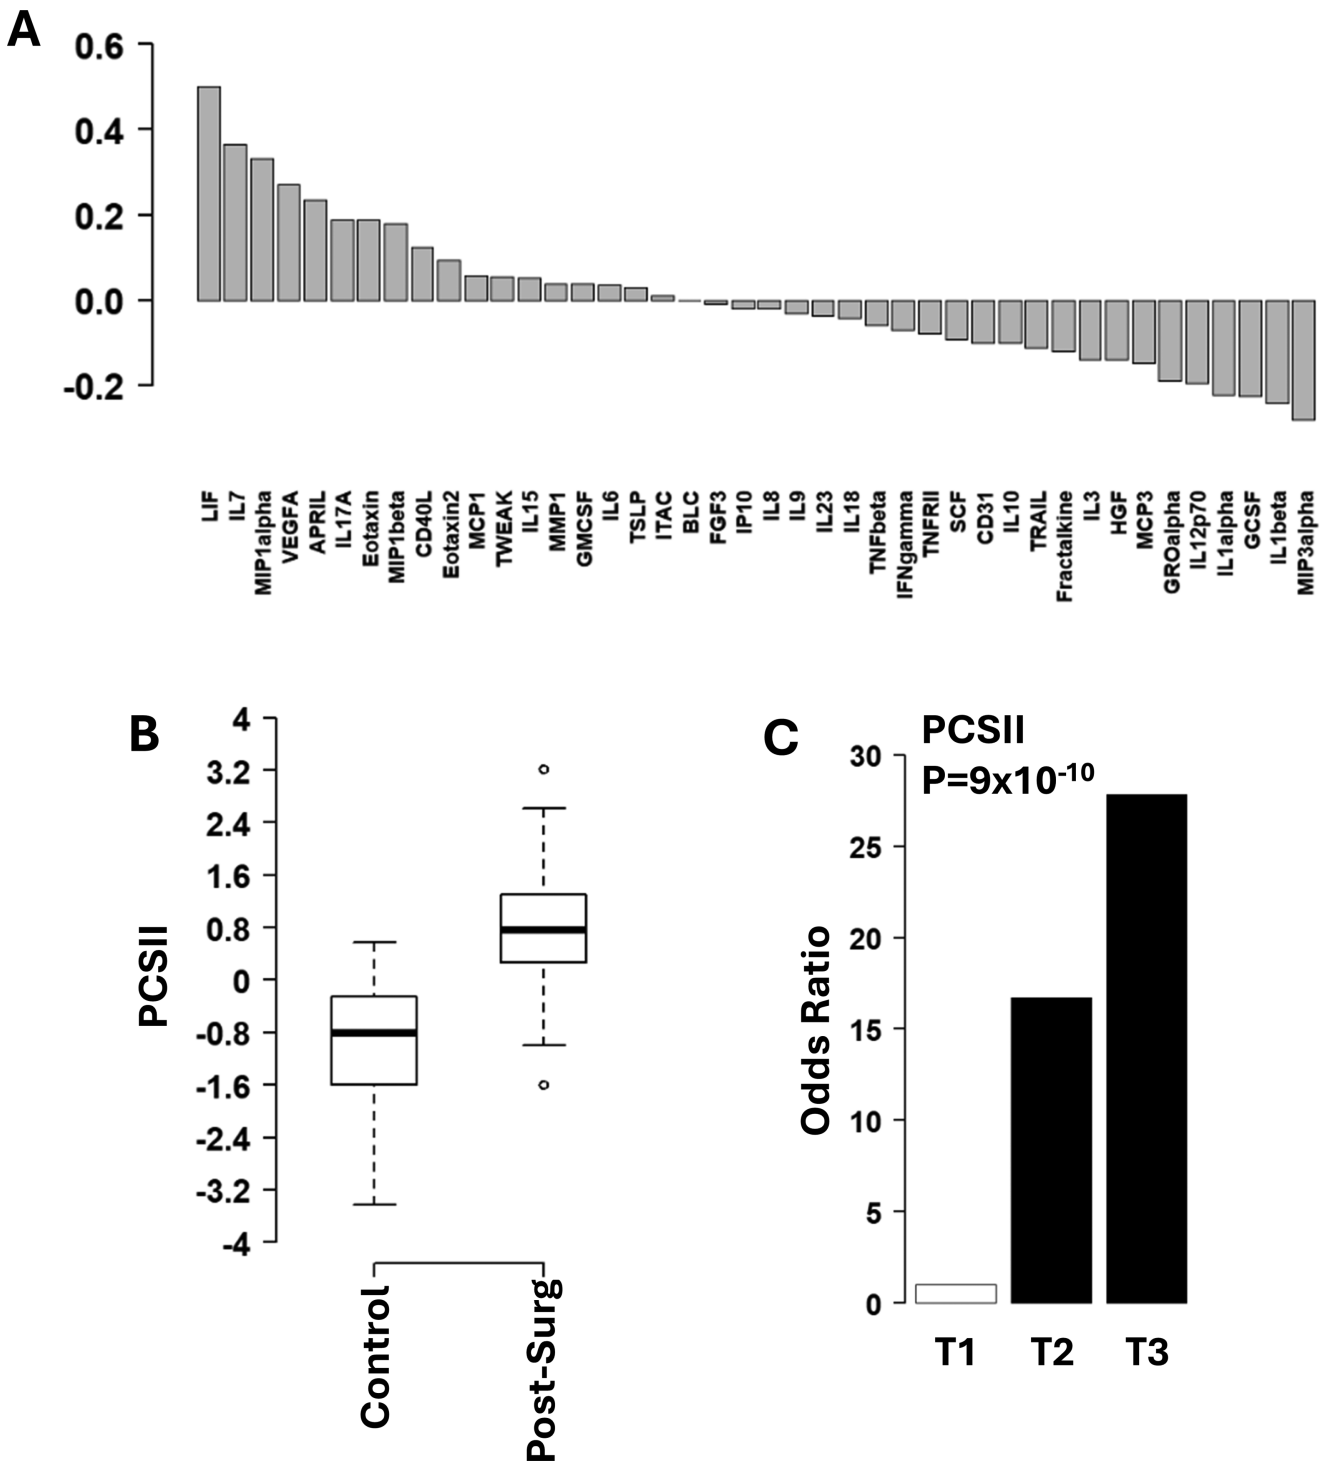 A
0.6
0.4
0.2
0.0
-0.2
LIF
IL7
MIP1alpha
VEGFA
APRIL
IL17A
Eotaxin
MIP1beta
CD40L
Eotaxin2
MCP1
TWEAK
IL15
MMP1
GMCSF
IL6
TSLP
ITAC
BLC
FGF3
IP10
IL8
IL9
IL23
IL18
TNFbeta
IFNgamma
TNFRII
SCF
CD31
IL10
TRAIL
Fractalkine
IL3
HGF
MCP3
GROalpha
IL12p70
IL1alpha
GCSF
IL1beta
MIP3alpha
B
PCSII
4
3.2
2.4
1.6
0.8
0
-0.8
-1.6
-2.4
-3.2
-4
Control
Post-Surg
C
PCSII
P=9x10⁻¹⁰
Odds Ratio
30
25
20
15
10
5
0
T1
T2
T3